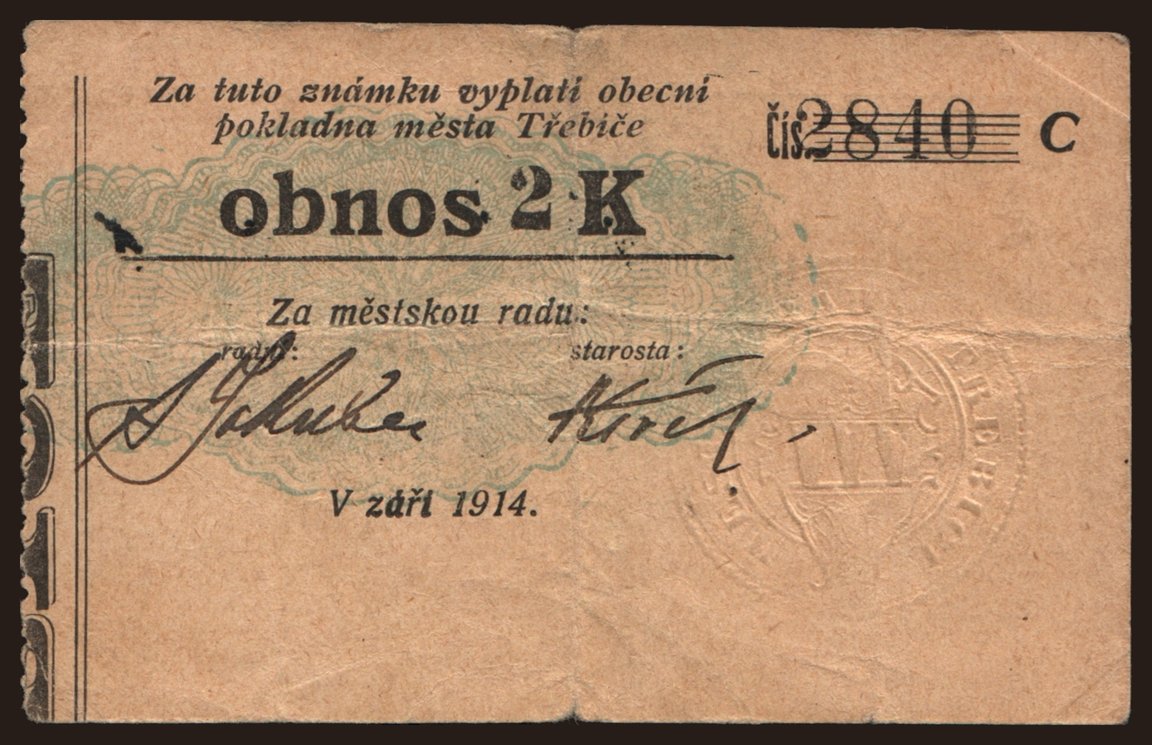 Za tuto známku vyplatí obecní
pokladna města Třebíče
čís. 2840 C
obnos 2 K
Za městskou radu:
radní: starosta:
V září 1914.